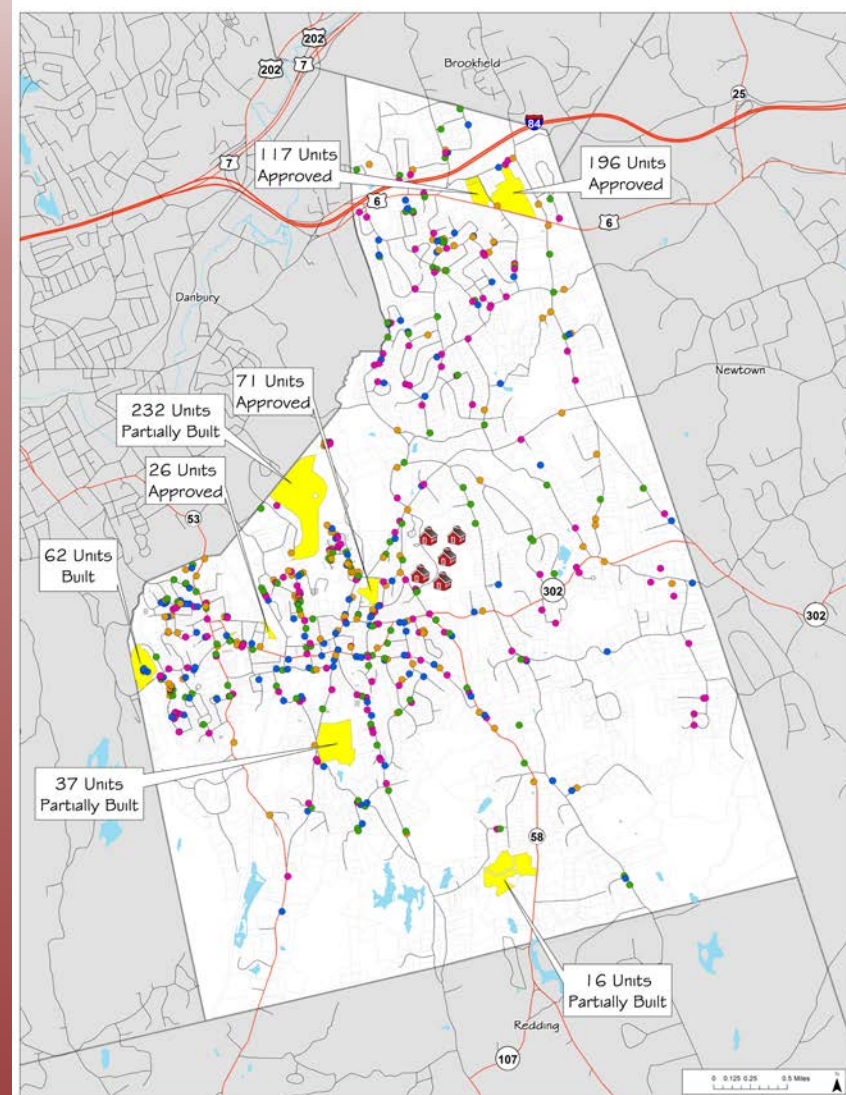 202
Brookfield
202
7
25
84
7
117 Units
Approved
196 Units
Approved
6
6
Danbury
Newtown
71 Units
Approved
232 Units
Partially Built
26 Units
Approved
53
62 Units
Built
302
302
37 Units
Partially Built
58
16 Units
Partially Built
Redding
107
0 0.125 0.25 0.5 Miles
N